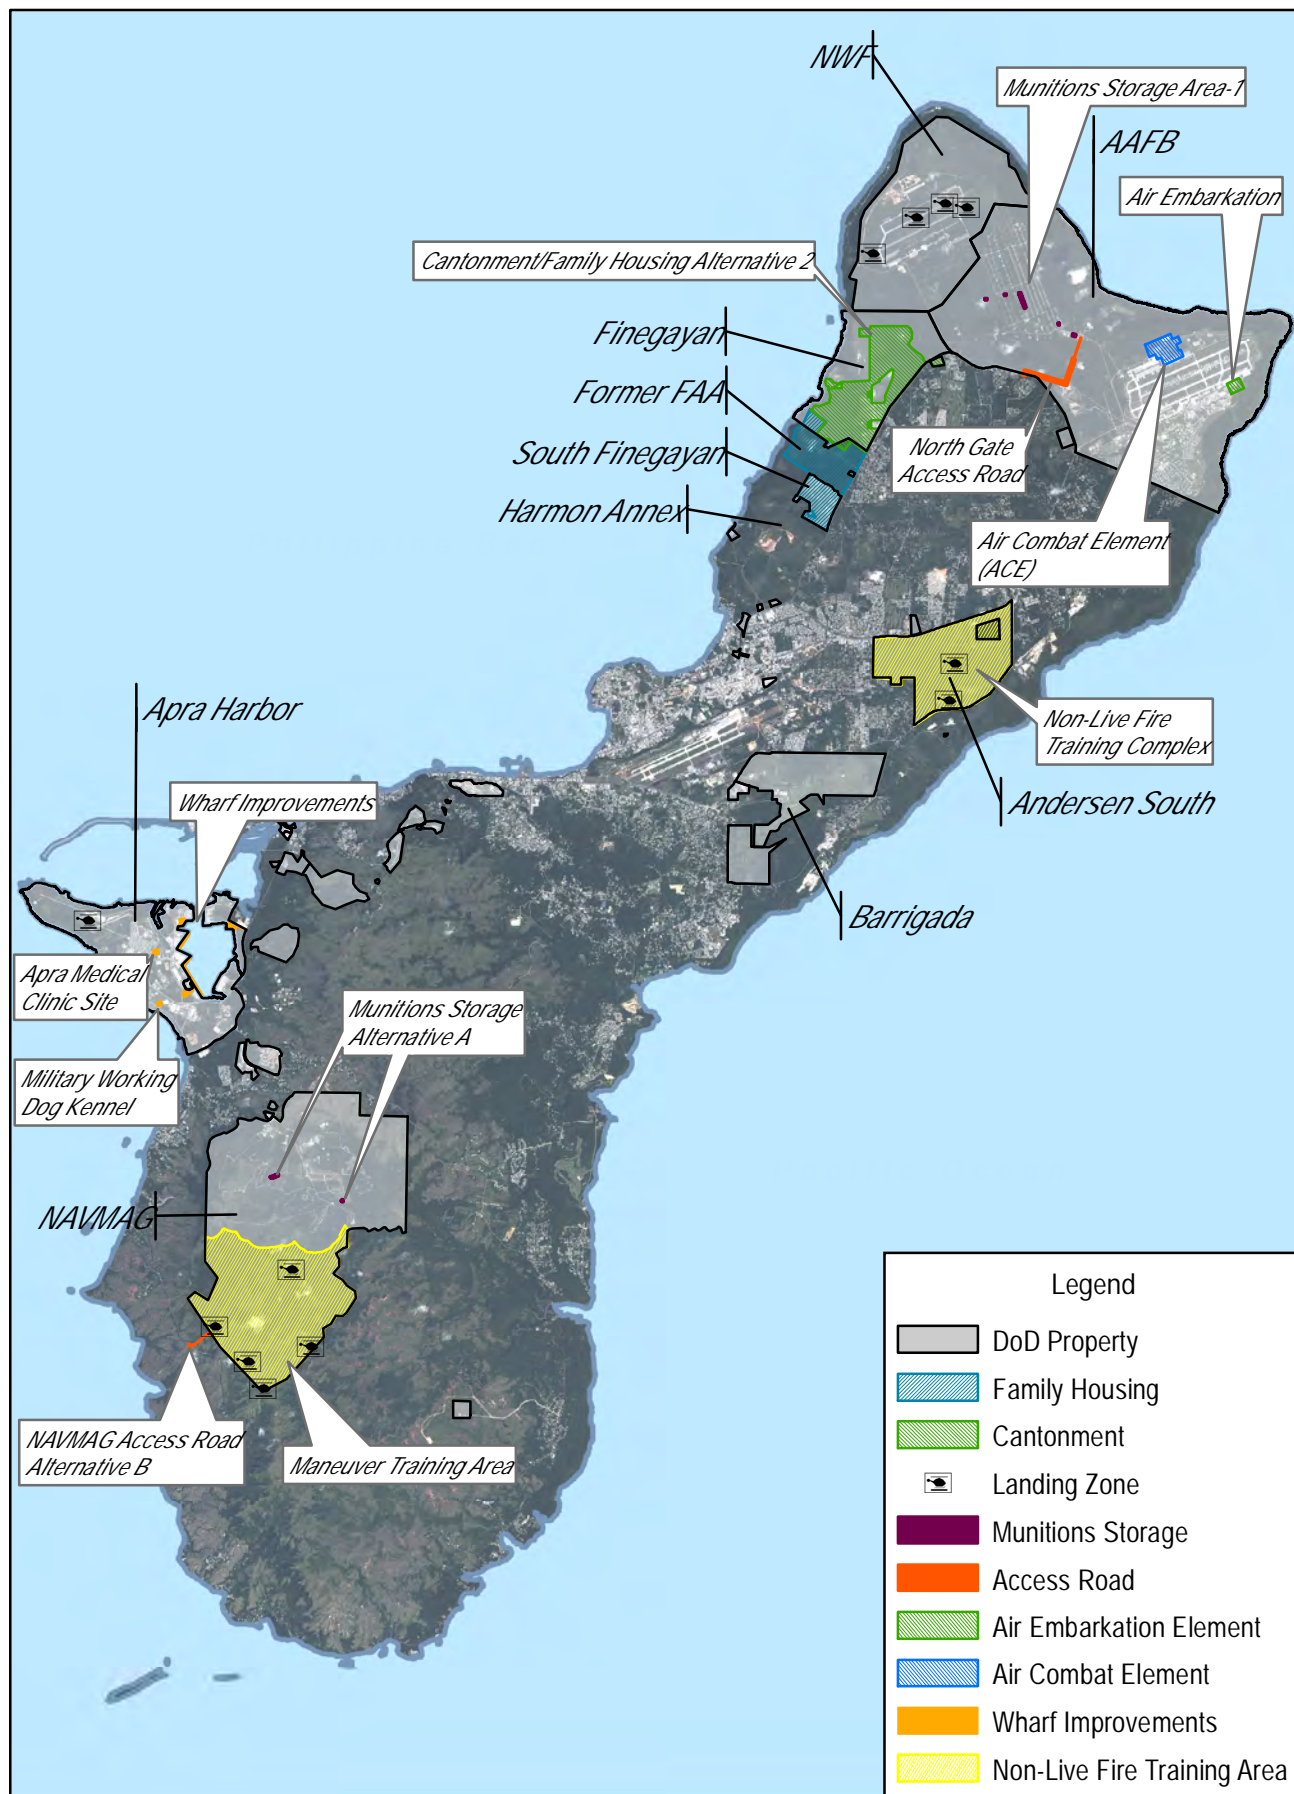 NWF
Munitions Storage Area-1
AAFB
Air Embarkation
Cantonment/Family Housing Alternative 2
Finegayan
Former FAA
South Finegayan
Harmon Annex
North Gate
Access Road
Air Combat Element
(ACE)
Apra Harbor
Non-Live Fire
Training Complex
Wharf Improvements
Andersen South
Barrigada
Apra Medical
Clinic Site
Munitions Storage
Alternative A
Military Working
Dog Kennel
NAVMAG
NAVMAG Access Road
Alternative B
Maneuver Training Area
Legend
DoD Property
Family Housing
Cantonment
Landing Zone
Munitions Storage
Access Road
Air Embarkation Element
Air Combat Element
Wharf Improvements
Non-Live Fire Training Area